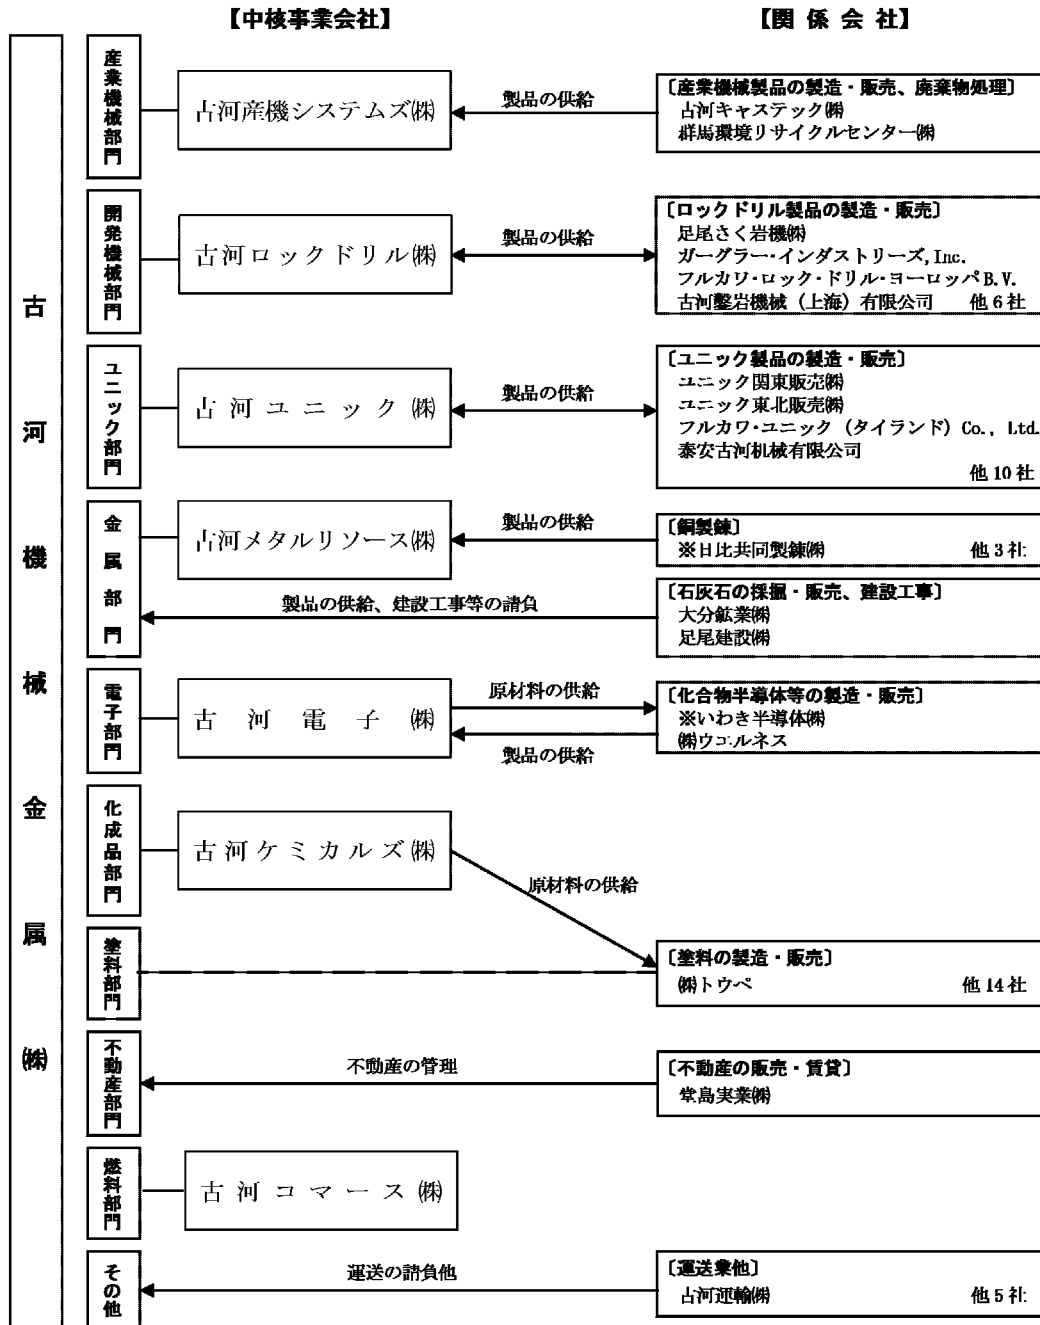 【中核事業会社】
【関係会社】
古河機械金属㈱
産業機械部門
古河産機システムズ㈱
製品の供給
〔産業機械製品の製造・販売、廃棄物処理〕
古河キャステック㈱
群馬環境リサイクルセンター㈱
開発機械部門
古河ロックドリル㈱
製品の供給
〔ロックドリル製品の製造・販売〕
足尾さく岩機㈱
ガーグラー・インダストリーズ, Inc.
フルカワ・ロック・ドリル・ヨーロッパ B.V.
古河鑿岩機械（上海）有限公司　他 6 社
ユニック部門
古河ユニック㈱
製品の供給
〔ユニック製品の製造・販売〕
ユニック関東販売㈱
ユニック東北販売㈱
フルカワ・ユニック（タイランド）Co., Ltd.
泰安古河机械有限公司
他 10 社
金属部門
古河メタルリソース㈱
製品の供給
〔銅製錬〕
※日比共同製錬㈱　他 3 社
製品の供給、建設工事等の請負
〔石灰石の採掘・販売、建設工事〕
大分鉱業㈱
足尾建設㈱
電子部門
古河電子㈱
原材料の供給
製品の供給
〔化合物半導体等の製造・販売〕
※いわき半導体㈱
㈱ウエルネス
化成品部門
古河ケミカルズ㈱
原材料の供給
塗料部門
〔塗料の製造・販売〕
㈱トウペ　他 14 社
不動産部門
不動産の管理
〔不動産の販売・賃貸〕
堂島実業㈱
燃料部門
古河コマース㈱
その他
運送の請負他
〔運送業他〕
古河運輸㈱　他 5 社